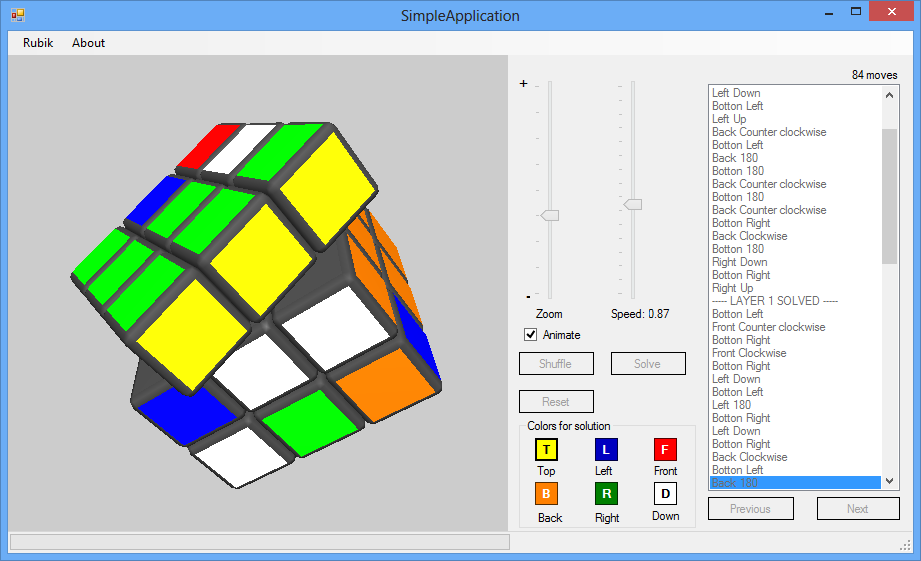 SimpleApplication
Rubik About
84 moves
+
-
Zoom
Speed: 0.87
Animate
Shuffle Solve
Reset
Colors for solution
T L F
Top Left Front
B R D
Back Right Down
Left Down
Botton Left
Left Up
Back Counter clockwise
Botton Left
Back 180
Botton 180
Back Counter clockwise
Botton 180
Back Counter clockwise
Botton Right
Back Clockwise
Botton 180
Right Down
Botton Right
Right Up
----- LAYER 1 SOLVED -----
Botton Left
Front Counter clockwise
Botton Right
Front Clockwise
Botton Right
Left Down
Botton Left
Left 180
Botton Right
Left Down
Botton Right
Back Clockwise
Botton Left
Back 180
Previous Next